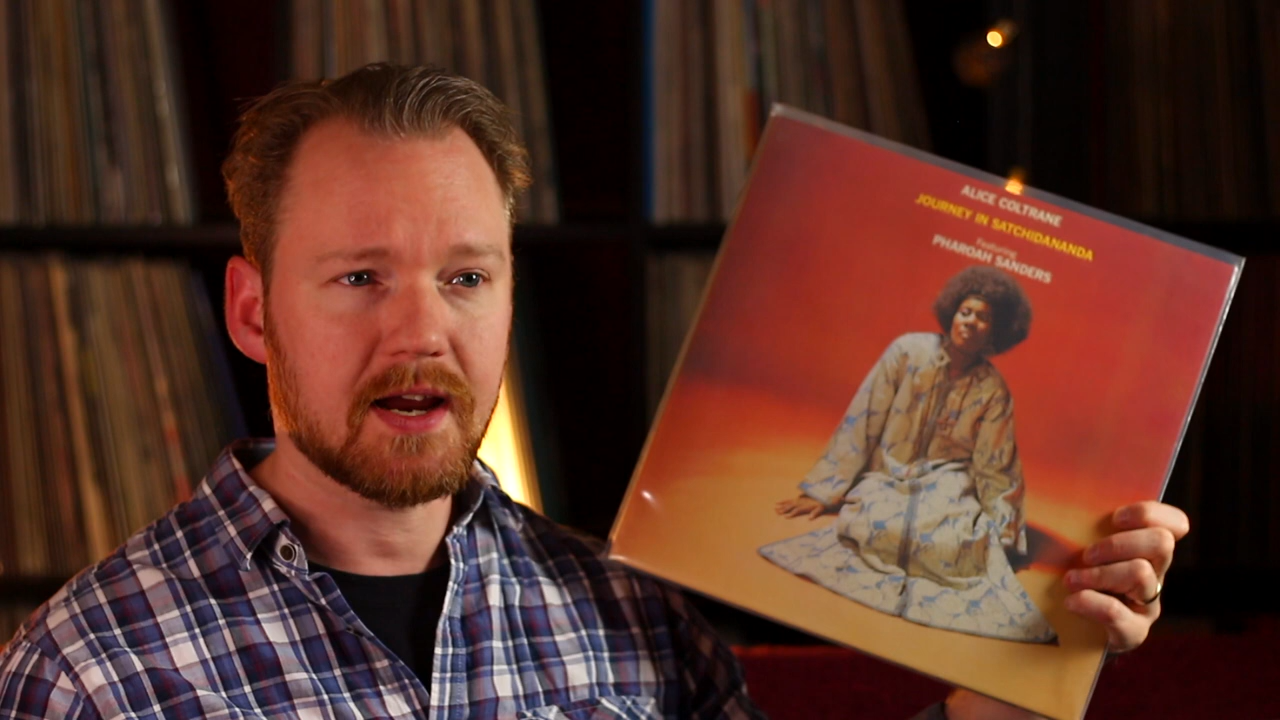 ALICE COLTRANE
JOURNEY IN SATCHIDANANDA
Featuring
PHAROAH SANDERS